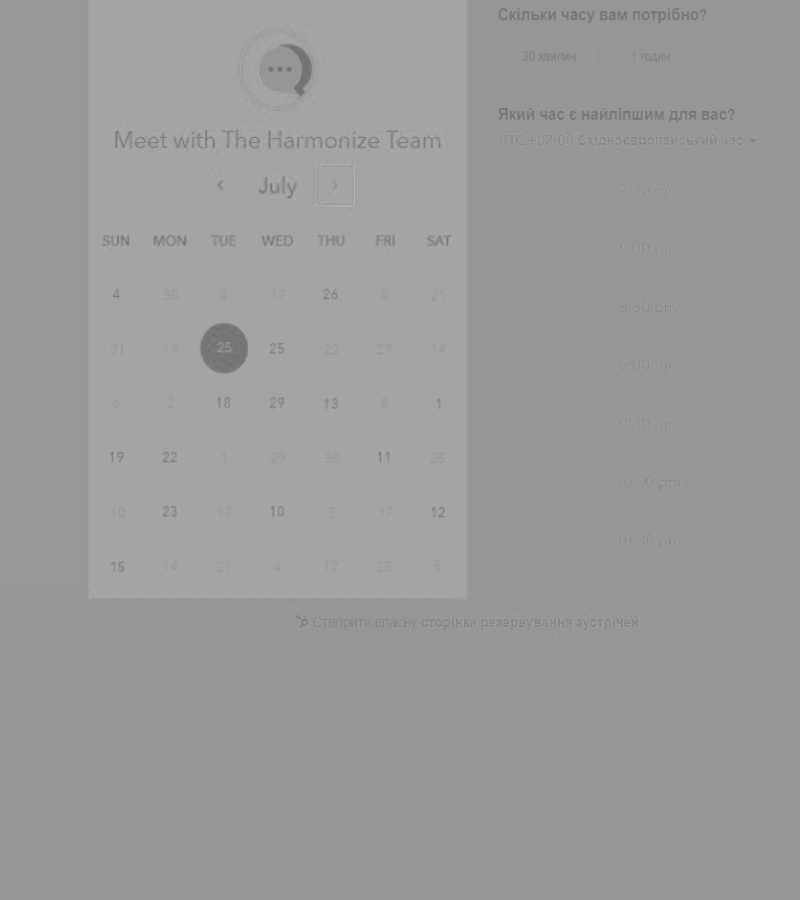 Meet with The Harmonize Team
July
SUN MON TUE WED THU FRI SAT
4 30 4 17 26 8 21
31 19 25 25 22 27 14
6 2 18 29 13 8 1
19 22 1 29 30 11 25
10 23 17 10 3 17 12
15 14 21 4 12 25 5
Скільки часу вам потрібно?
30 хвилин 1 годин
Який час є найліпшим для вас?
UTC +02:00 Східноєвропейський час
7:30 pm
8:00 pm
8:30 pm
9:00 pm
9:30 pm
10:00 pm
10:30 pm
Створити власну сторінка резервування зустрічей